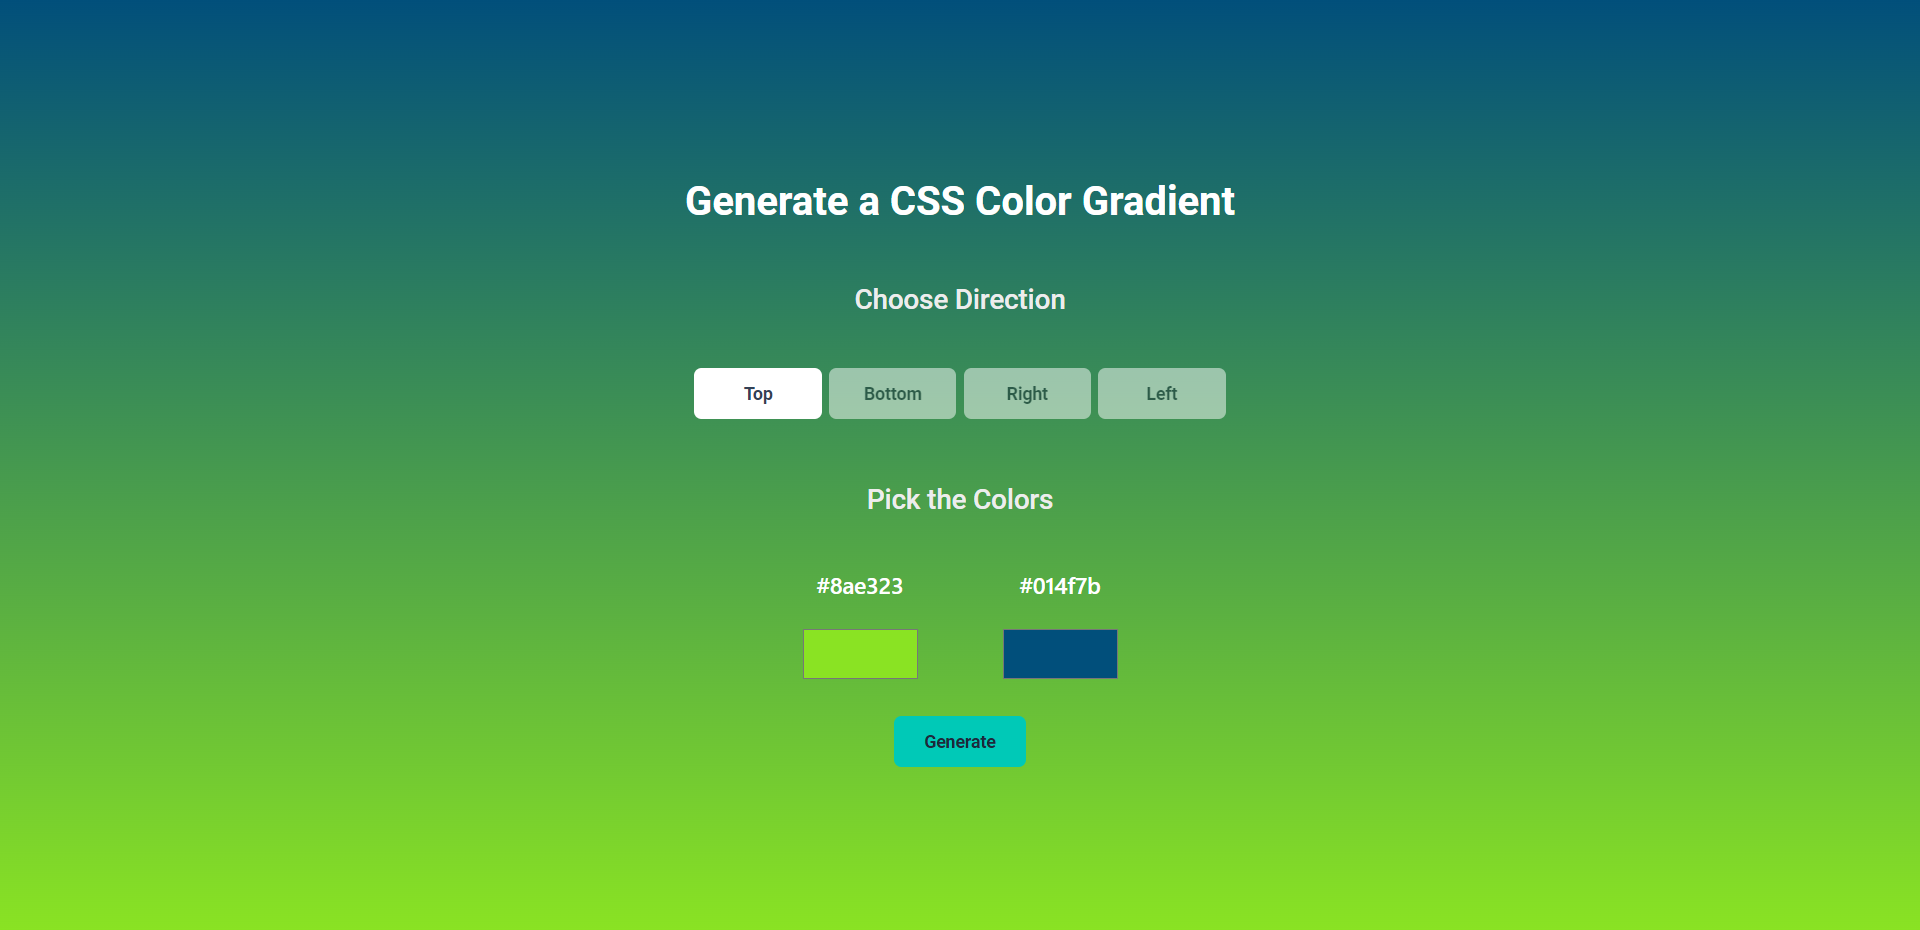 Generate a CSS Color Gradient
Choose Direction
Top Bottom Right Left
Pick the Colors
#8ae323 #014f7b
Generate